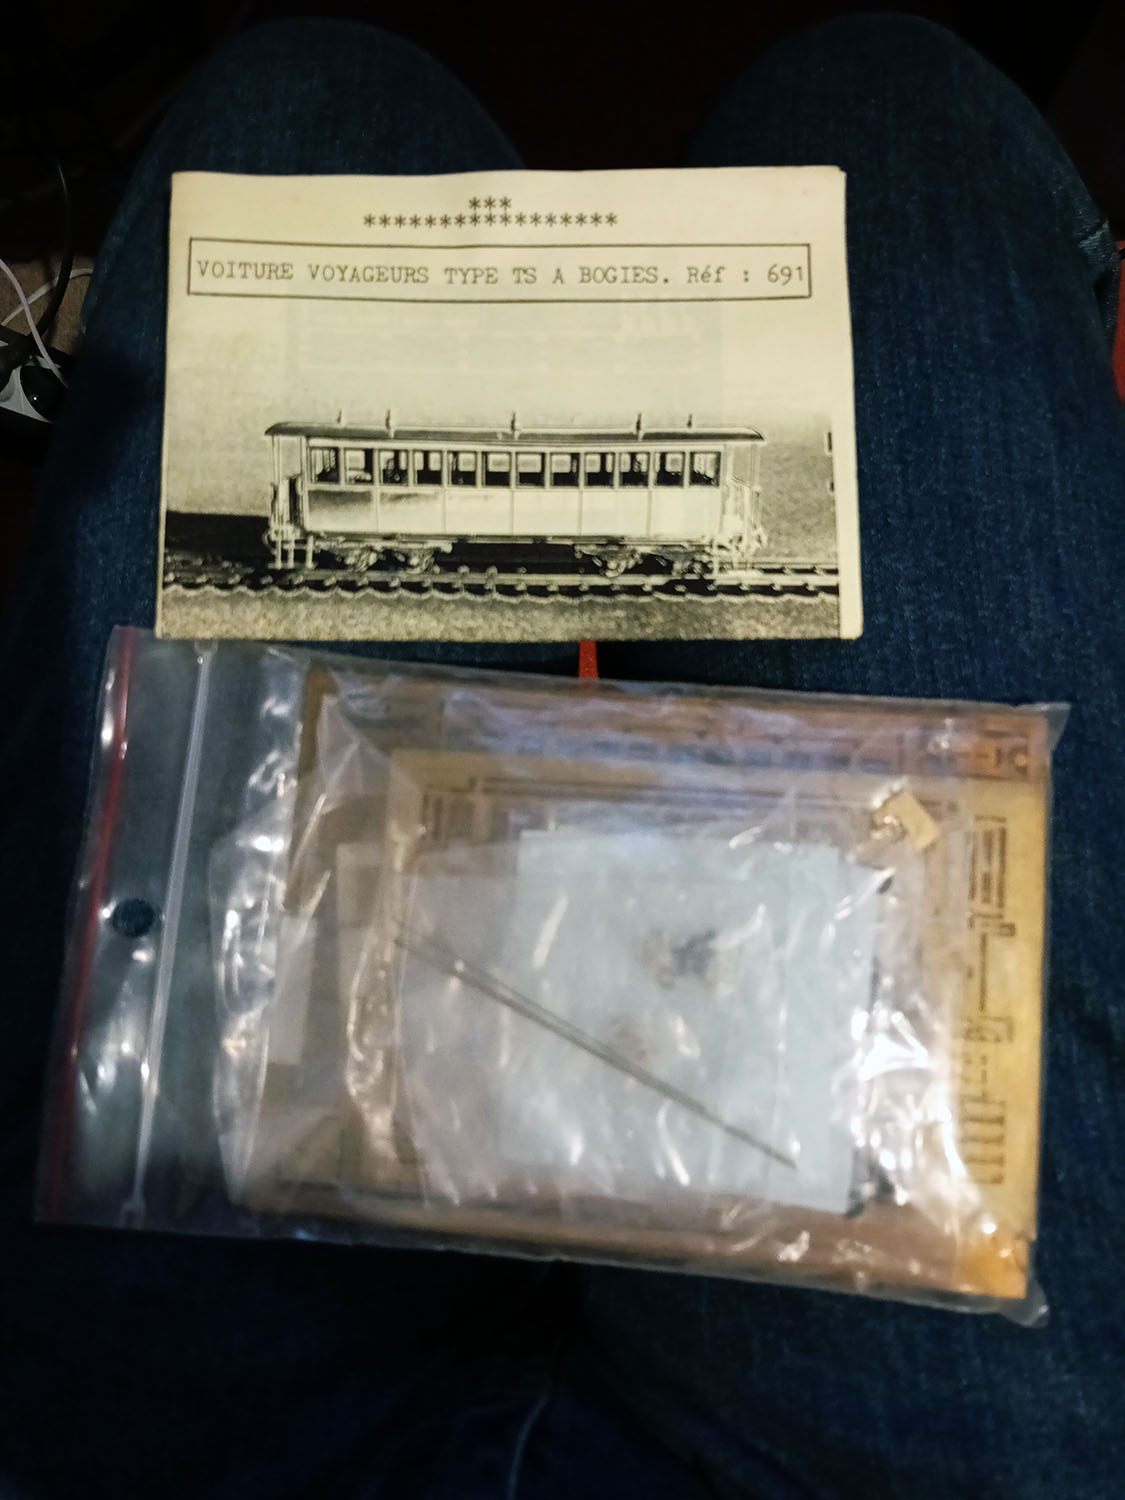 ***
*****************
VOITURE VOYAGEURS TYPE TS A BOGIES. Réf : 691